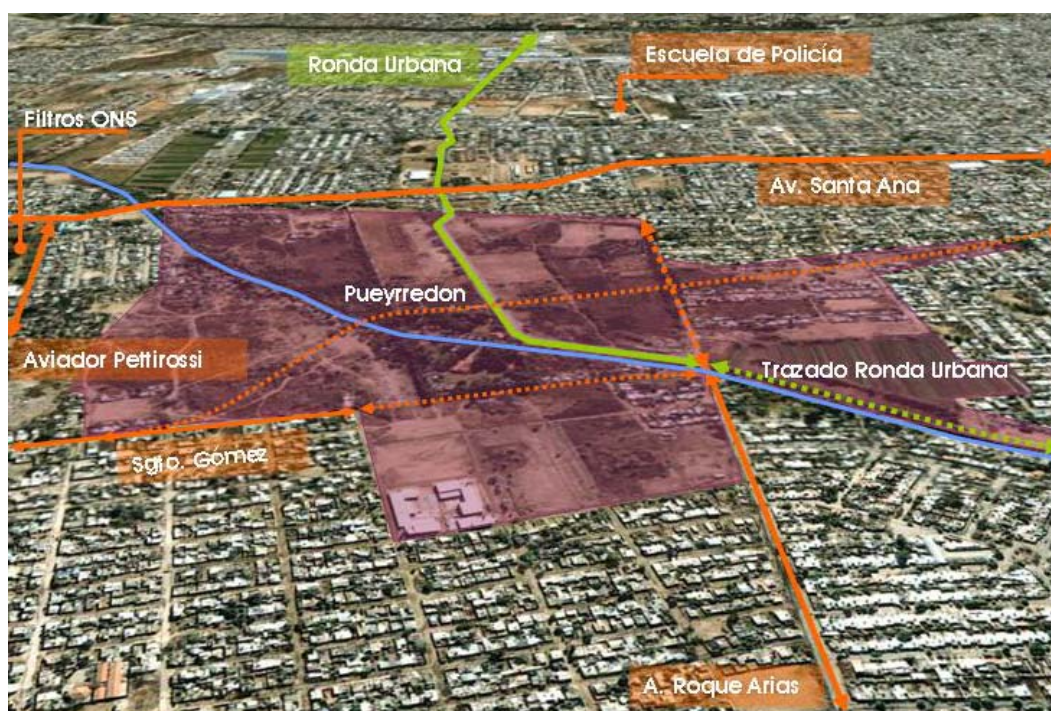 Ronda Urbana
Escuela de Policía
Filtros ONS
Av. Santa Ana
Pueyrredon
Aviador Pettirossi
Trazado Ronda Urbana
Sgto. Gómez
A. Roque Arias